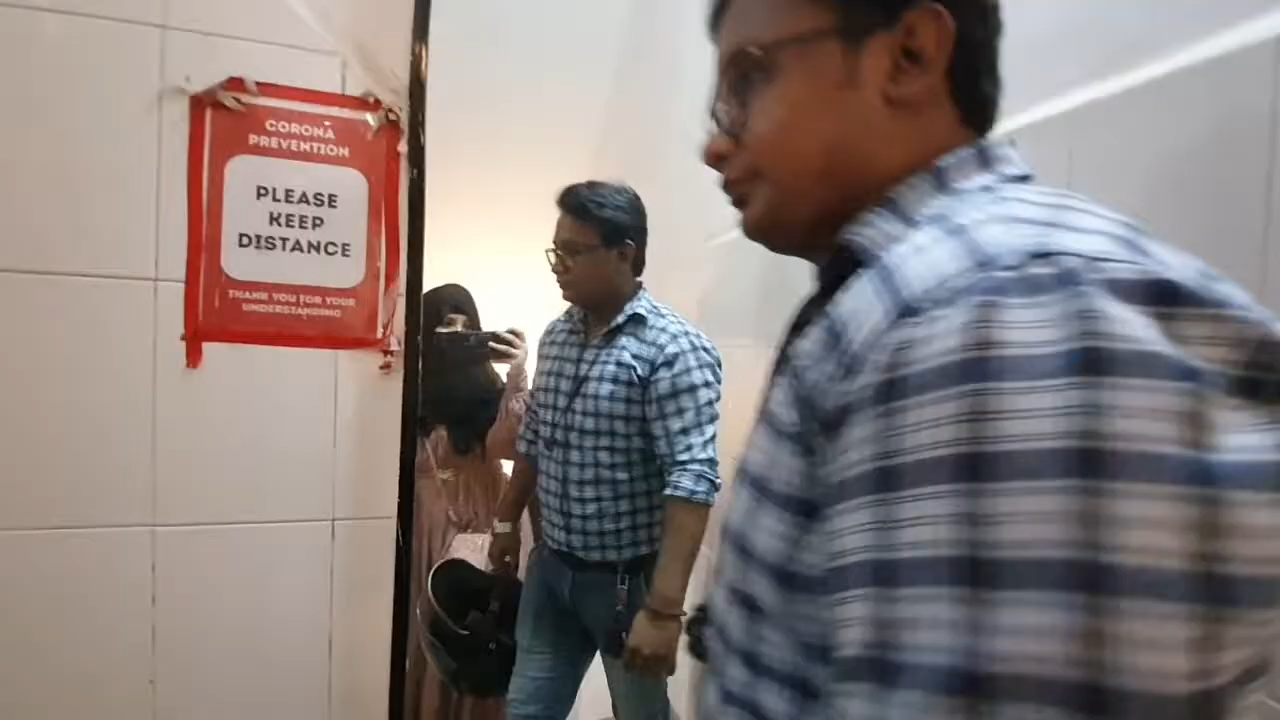 CORONA
PREVENTION
PLEASE
KEEP
DISTANCE
THANK YOU FOR YOUR
UNDERSTANDING